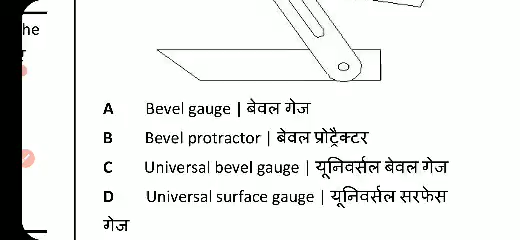 he
A Bevel gauge | बेवल गेज
B Bevel protractor | बेवल प्रोट्रैक्टर
C Universal bevel gauge | यूनिवर्सल बेवल गेज
D Universal surface gauge | यूनिवर्सल सरफेस
गेज